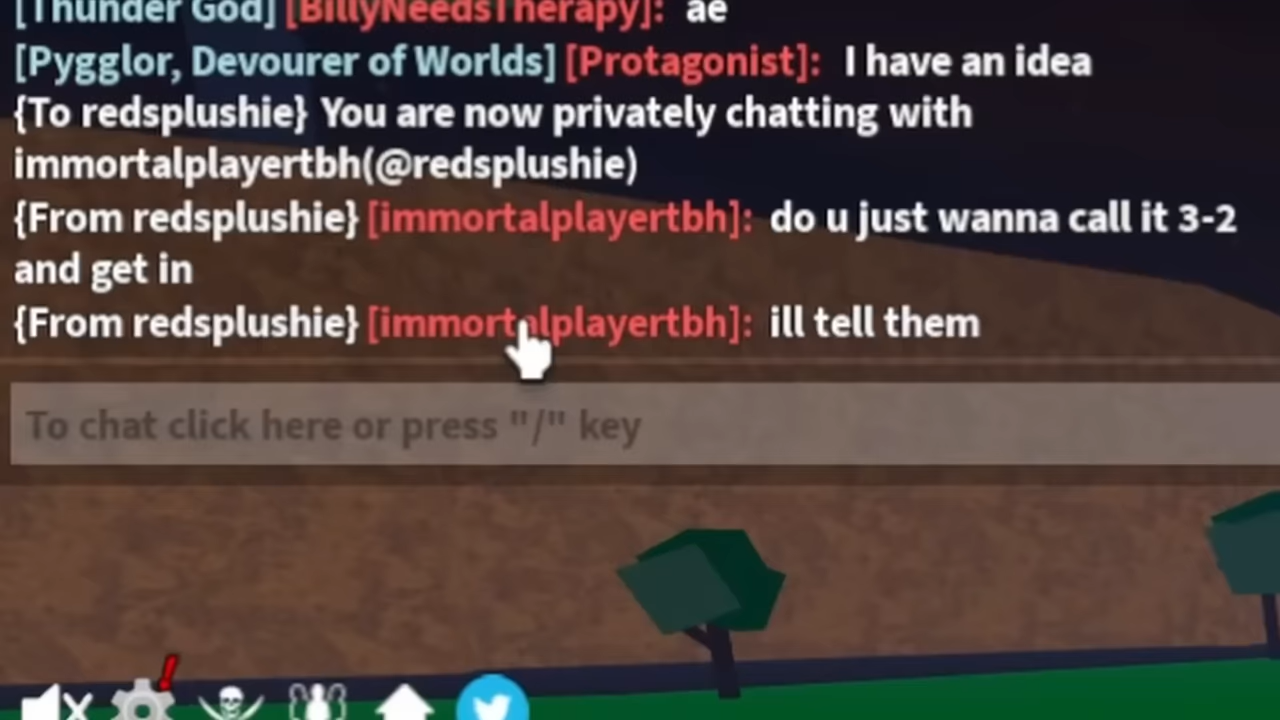 [Thunder God] [BillyNeedsTherapy]: ae
[Pygglor, Devourer of Worlds] [Protagonist]: I have an idea
{To redsplushie} You are now privately chatting with
immortalplayertbh(@redsplushie)
{From redsplushie} [immortalplayertbh]: do u just wanna call it 3-2
and get in
{From redsplushie} [immortalplayertbh]: ill tell them
To chat click here or press "/" key